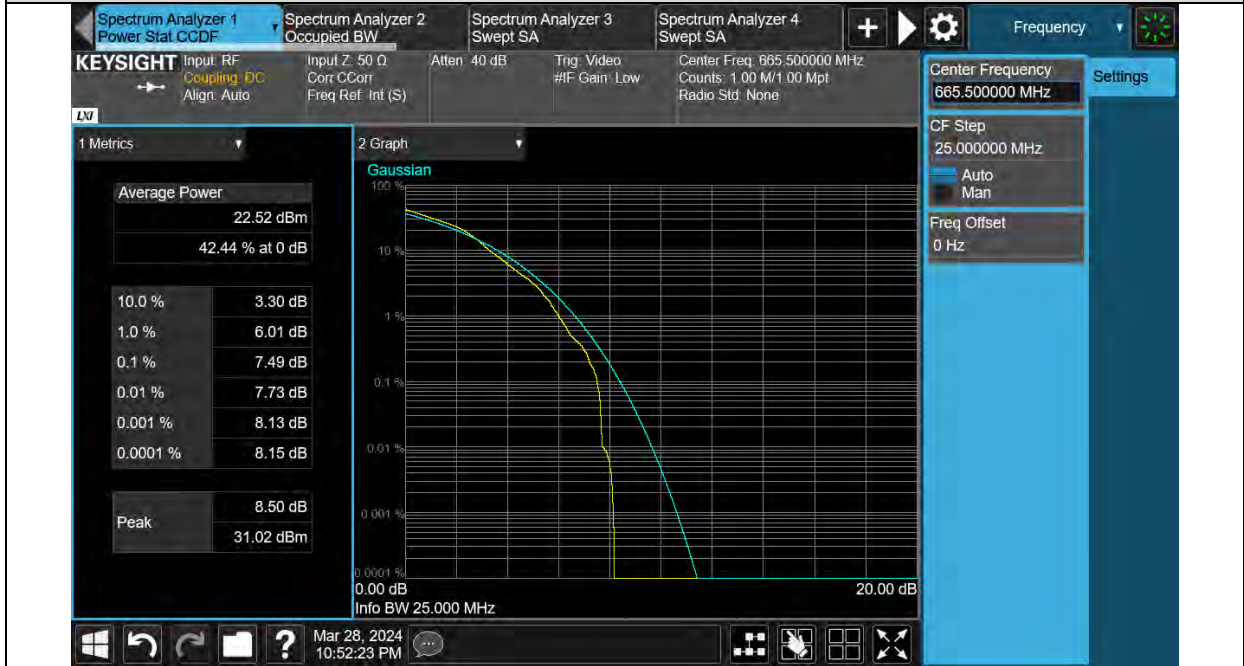 Spectrum Analyzer 1
Power Stat CCDF
Spectrum Analyzer 2
Occupied BW
Spectrum Analyzer 3
Swept SA
Spectrum Analyzer 4
Swept SA
+
Frequency
KEYSIGHT
Input: RF
Coupling: DC
Align: Auto
Input Z: 50 Ω
Corr CCorr
Freq Ref: Int (S)
Atten: 40 dB
Trig: Video
#IF Gain: Low
Center Freq: 665.500000 MHz
Counts: 1.00 M/1.00 Mpt
Radio Std: None
LXI
Center Frequency
665.500000 MHz
Settings
CF Step
25.000000 MHz
Auto
Man
Freq Offset
0 Hz
1 Metrics
Average Power
22.52 dBm
42.44 % at 0 dB
10.0 % 3.30 dB
1.0 % 6.01 dB
0.1 % 7.49 dB
0.01 % 7.73 dB
0.001 % 8.13 dB
0.0001 % 8.15 dB
Peak
8.50 dB
31.02 dBm
2 Graph
Gaussian
100 %
10 %
1 %
0.1 %
0.01 %
0.001 %
0.0001 %
0.00 dB
20.00 dB
Info BW 25.000 MHz
?
Mar 28, 2024
10:52:23 PM